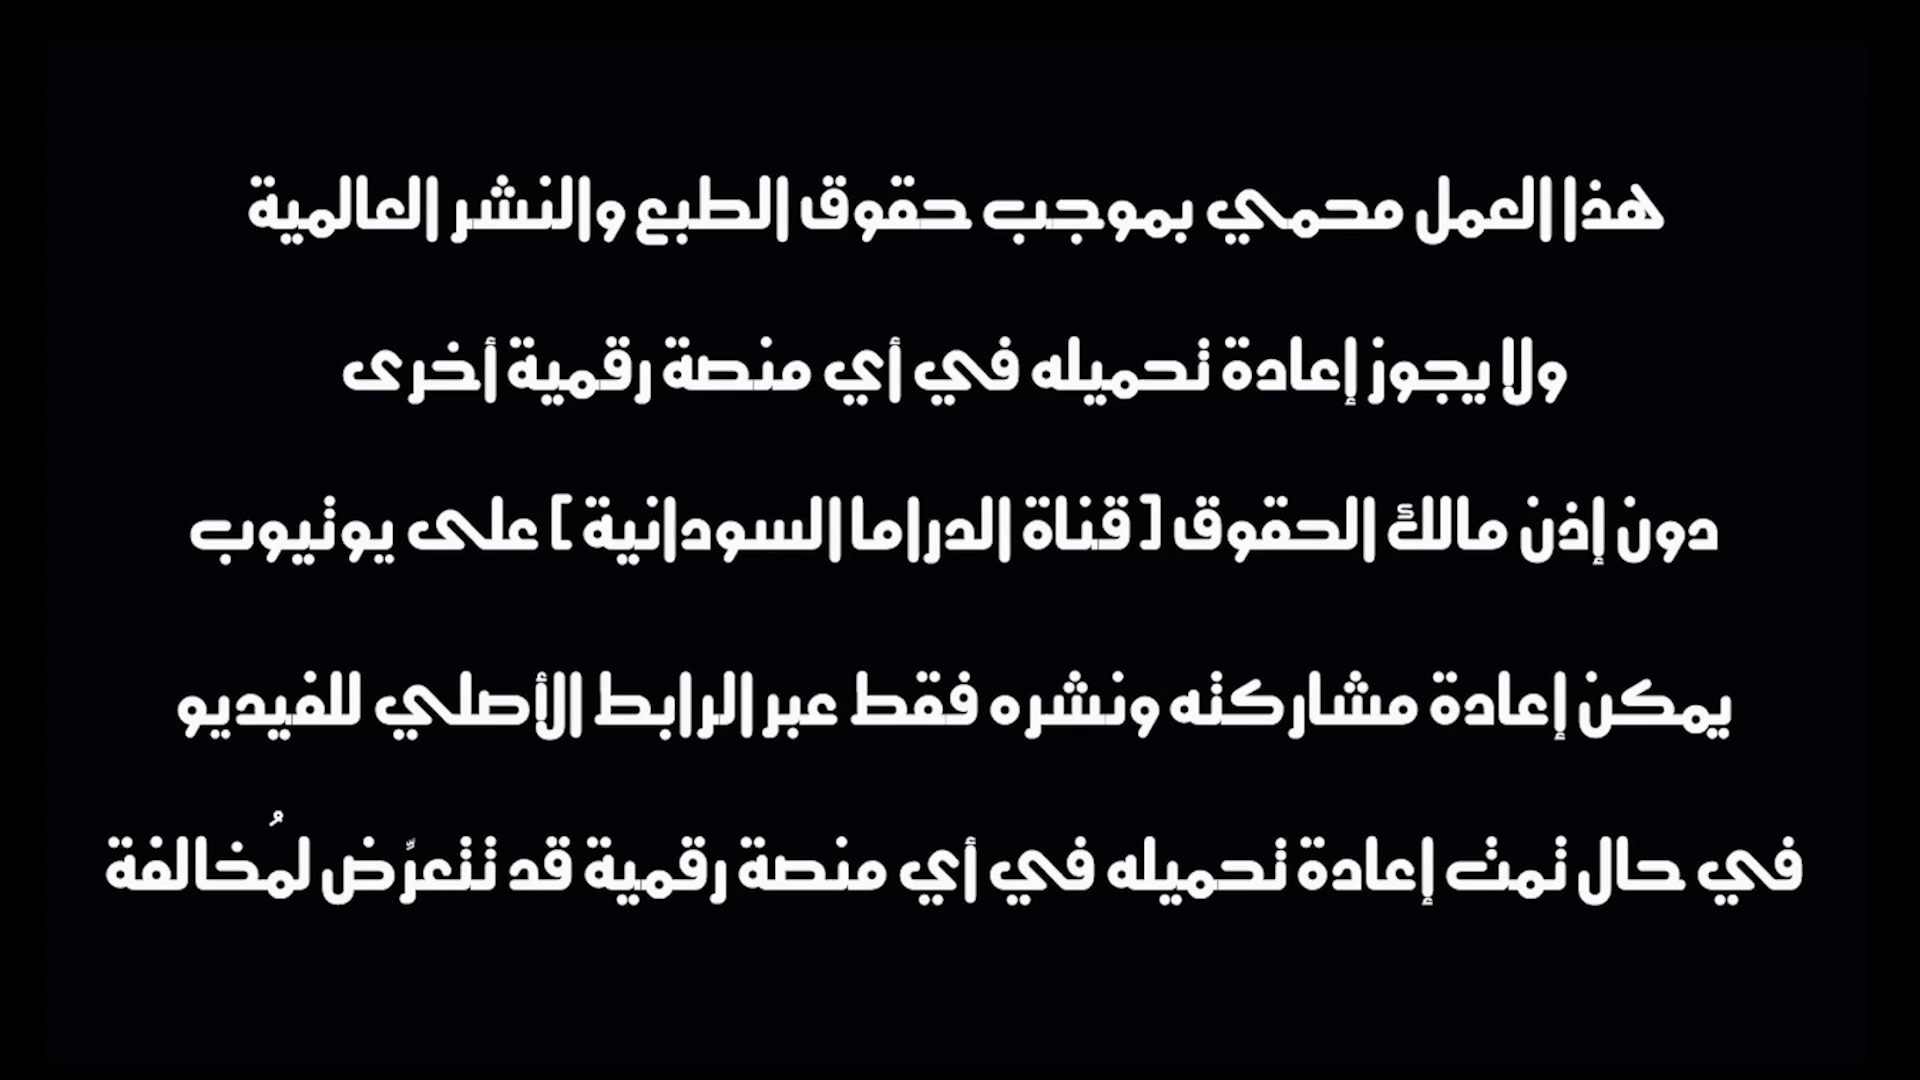 هذا العمل محمي بموجب حقوق الطبع والنشر العالمية
ولا يجوز إعادة تحميله في أي منصة رقمية أخرى
دون إذن مالك الحقوق [ قناة الدراما السودانية ] على يوتيوب
يمكن إعادة مشاركته ونشره فقط عبر الرابط الأصلي للفيديو
في حال تمت إعادة تحميله في أي منصة رقمية قد تتعرّض لمُخالفة